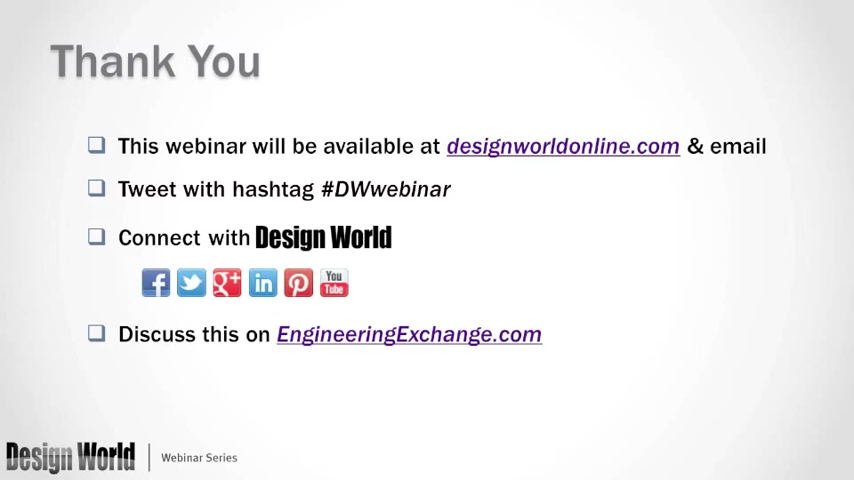 Thank You
This webinar will be available at designworldonline.com & email
Tweet with hashtag #DWwebinar
Connect with Design World
f g+ in p You Tube
Discuss this on EngineeringExchange.com
Design World | Webinar Series